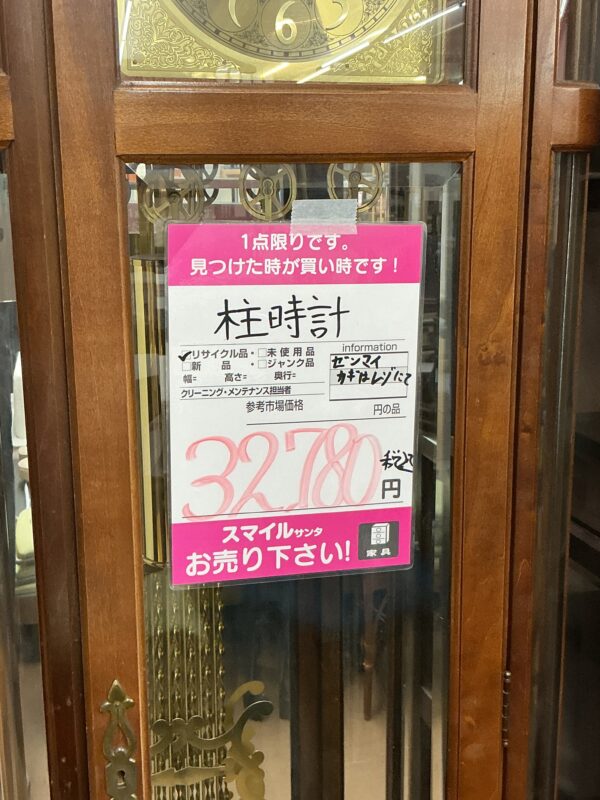 6
1点限りです。
見つけた時が買い時です！
柱時計
✓リサイクル品・□未使用品
□新品・□ジャンク品
幅= 高さ= 奥行=
クリーニング・メンテナンス担当者
information
ゼンマイ
カギはレジにて
参考市場価格 円の品
32,780 税込
円
スマイルサンタ
お売り下さい!
家具